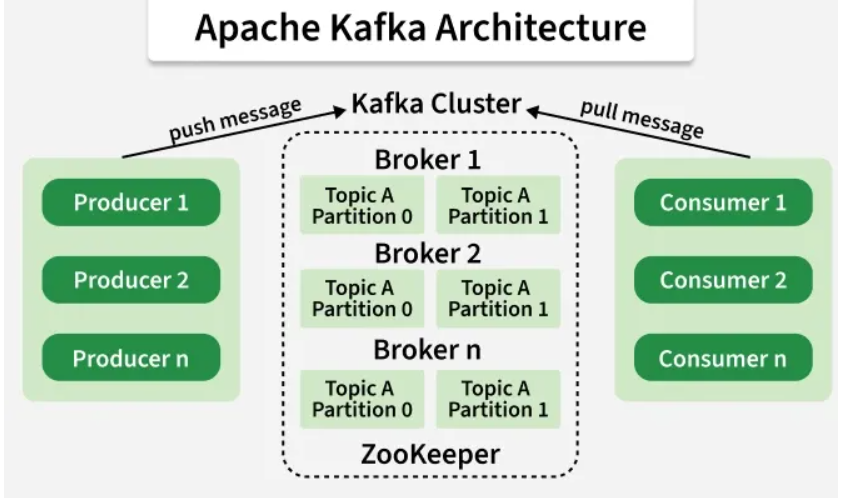 Apache Kafka Architecture
push message
Kafka Cluster
pull message
Producer 1
Producer 2
Producer n
Broker 1
Topic A
Partition 0
Topic A
Partition 1
Broker 2
Topic A
Partition 0
Topic A
Partition 1
Broker n
Topic A
Partition 0
Topic A
Partition 1
ZooKeeper
Consumer 1
Consumer 2
Consumer n